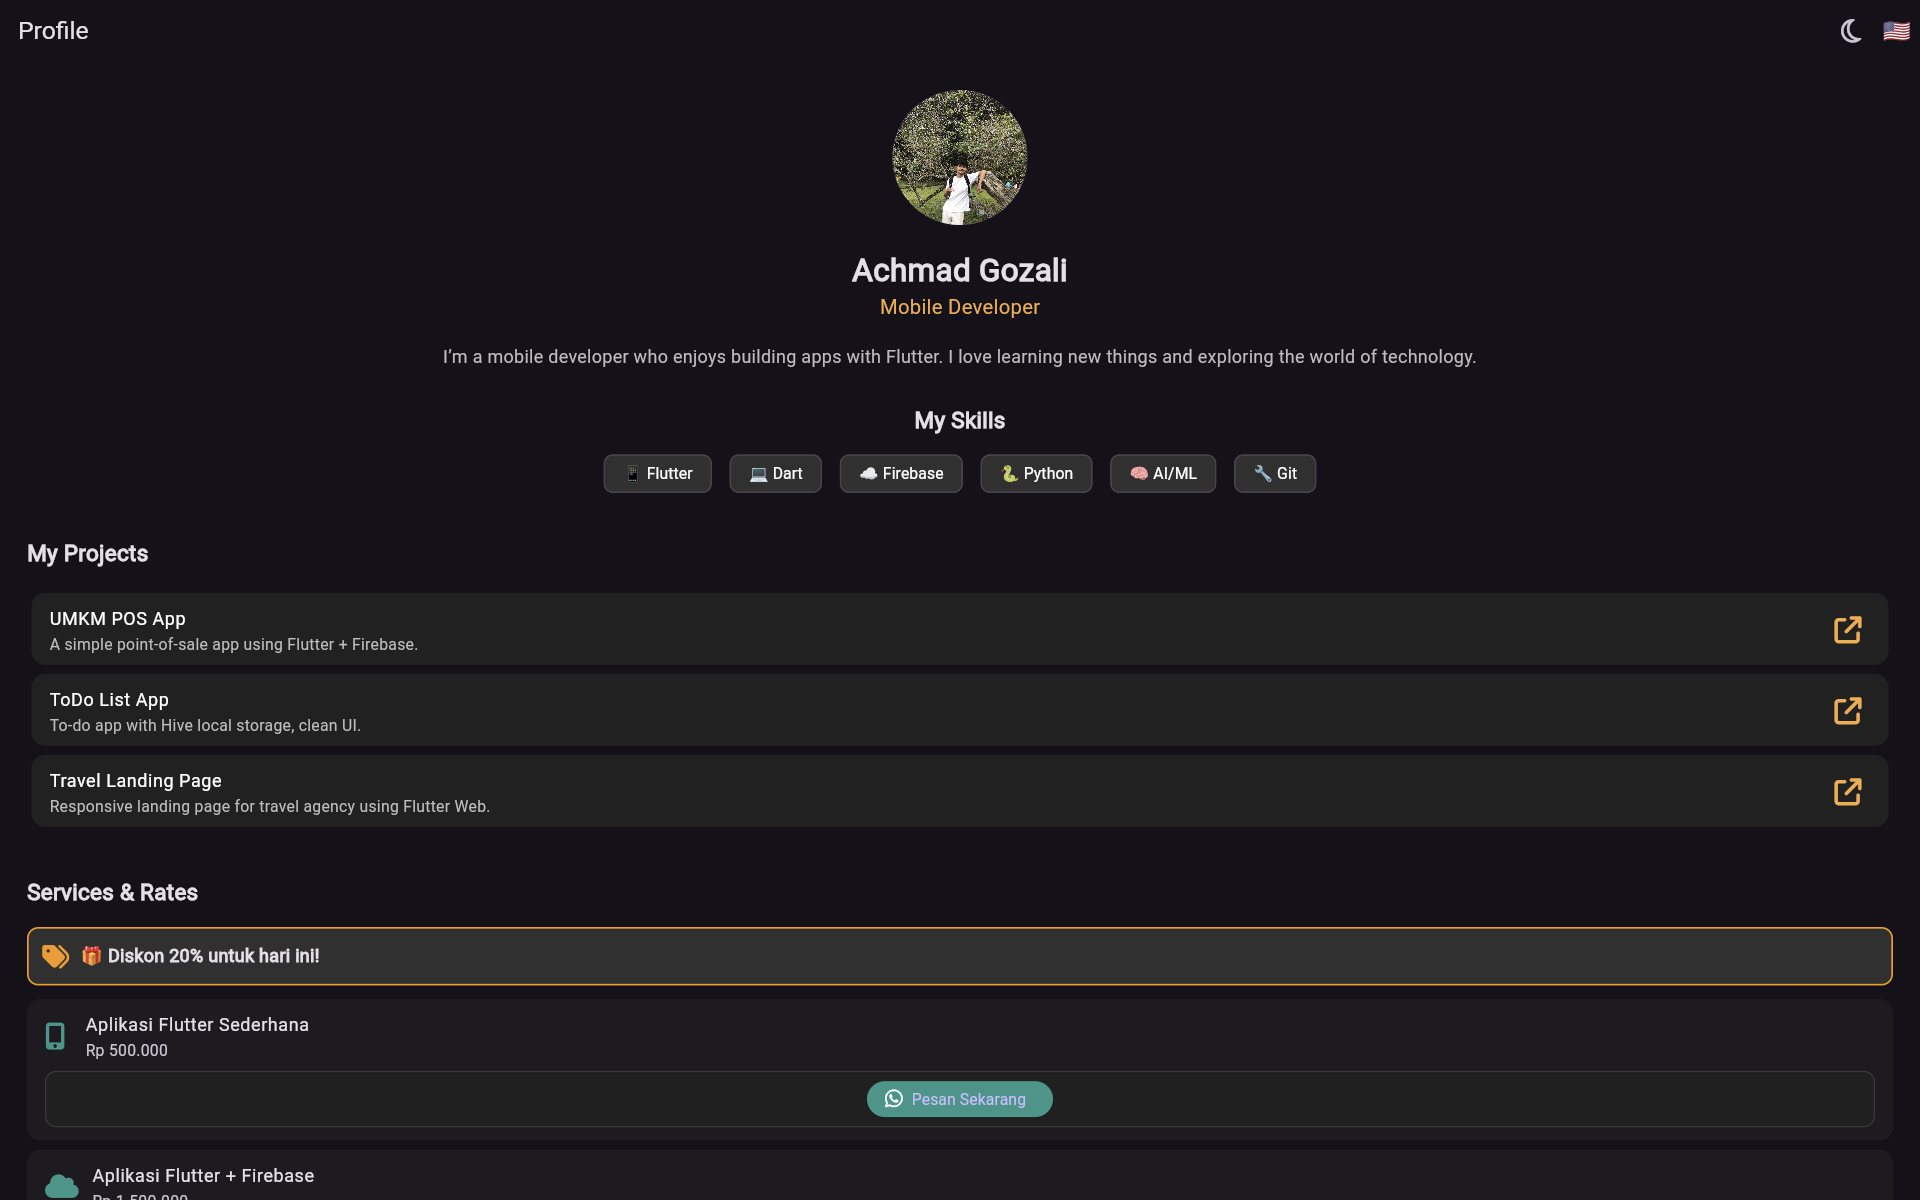 Profile
Achmad Gozali
Mobile Developer
I'm a mobile developer who enjoys building apps with Flutter. I love learning new things and exploring the world of technology.
My Skills
Flutter
Dart
Firebase
Python
AI/ML
Git
My Projects
UMKM POS App
A simple point-of-sale app using Flutter + Firebase.
ToDo List App
To-do app with Hive local storage, clean UI.
Travel Landing Page
Responsive landing page for travel agency using Flutter Web.
Services & Rates
Diskon 20% untuk hari ini!
Aplikasi Flutter Sederhana
Rp 500.000
Pesan Sekarang
Aplikasi Flutter + Firebase
Rp 1.500.000